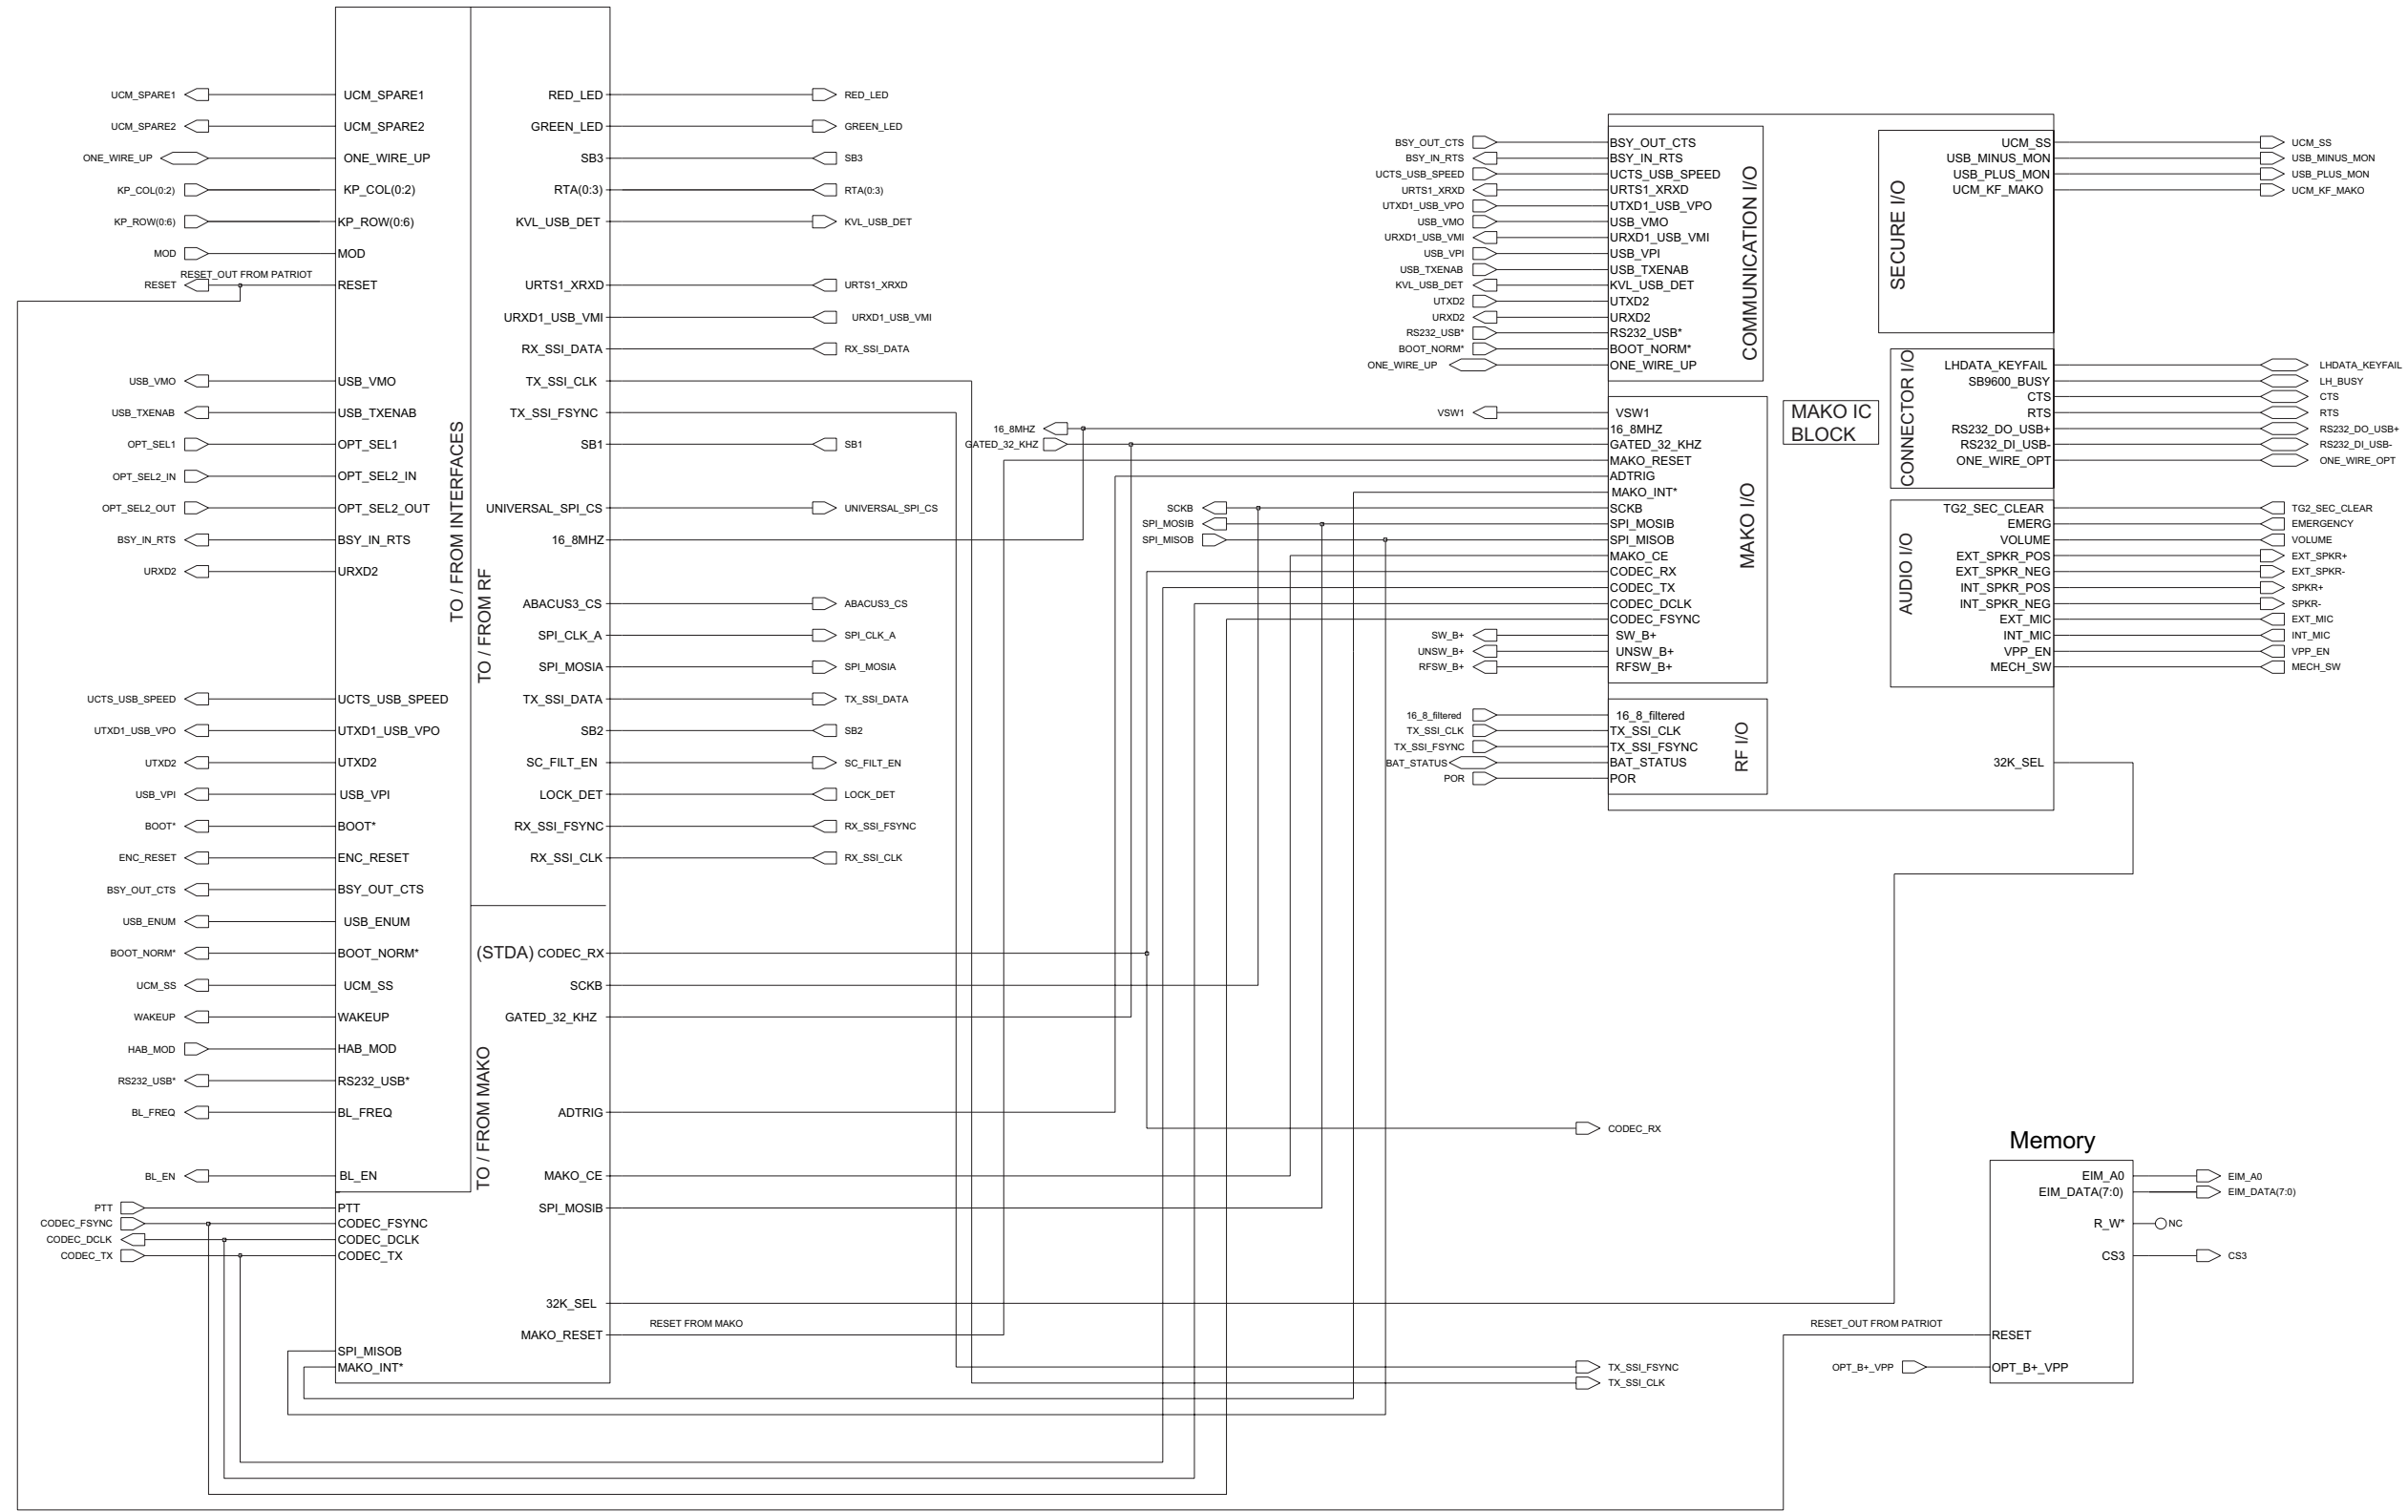 UCM_SPARE1
UCM_SPARE2
ONE_WIRE_UP
KP_COL(0:2)
KP_ROW(0:6)
MOD
RESET_OUT FROM PATRIOT
RESET
USB_VMO
USB_TXENAB
OPT_SEL1
OPT_SEL2_IN
OPT_SEL2_OUT
BSY_IN_RTS
URXD2
UCTS_USB_SPEED
UTXD1_USB_VPO
UTXD2
USB_VPI
BOOT*
ENC_RESET
BSY_OUT_CTS
USB_ENUM
BOOT_NORM*
UCM_SS
WAKEUP
HAB_MOD
RS232_USB*
BL_FREQ
BL_EN
PTT
CODEC_FSYNC
CODEC_DCLK
CODEC_TX
UCM_SPARE1
UCM_SPARE2
ONE_WIRE_UP
KP_COL(0:2)
KP_ROW(0:6)
MOD
RESET
USB_VMO
USB_TXENAB
OPT_SEL1
OPT_SEL2_IN
OPT_SEL2_OUT
BSY_IN_RTS
URXD2
UCTS_USB_SPEED
UTXD1_USB_VPO
UTXD2
USB_VPI
BOOT*
ENC_RESET
BSY_OUT_CTS
USB_ENUM
BOOT_NORM*
UCM_SS
WAKEUP
HAB_MOD
RS232_USB*
BL_FREQ
BL_EN
PTT
CODEC_FSYNC
CODEC_DCLK
CODEC_TX
SPI_MISOB
MAKO_INT*
TO / FROM INTERFACES
TO / FROM RF
TO / FROM MAKO
RED_LED
GREEN_LED
SB3
RTA(0:3)
KVL_USB_DET
URTS1_XRXD
URXD1_USB_VMI
RX_SSI_DATA
TX_SSI_CLK
TX_SSI_FSYNC
SB1
UNIVERSAL_SPI_CS
16_8MHZ
ABACUS3_CS
SPI_CLK_A
SPI_MOSIA
TX_SSI_DATA
SB2
SC_FILT_EN
LOCK_DET
RX_SSI_FSYNC
RX_SSI_CLK
(STDA) CODEC_RX
SCKB
GATED_32_KHZ
ADTRIG
MAKO_CE
SPI_MOSIB
32K_SEL
MAKO_RESET
RESET FROM MAKO
RED_LED
GREEN_LED
SB3
RTA(0:3)
KVL_USB_DET
URTS1_XRXD
URXD1_USB_VMI
RX_SSI_DATA
SB1
UNIVERSAL_SPI_CS
ABACUS3_CS
SPI_CLK_A
SPI_MOSIA
TX_SSI_DATA
SB2
SC_FILT_EN
LOCK_DET
RX_SSI_FSYNC
RX_SSI_CLK
BSY_OUT_CTS
BSY_IN_RTS
UCTS_USB_SPEED
URTS1_XRXD
UTXD1_USB_VPO
USB_VMO
URXD1_USB_VMI
USB_VPI
USB_TXENAB
KVL_USB_DET
UTXD2
URXD2
RS232_USB*
BOOT_NORM*
ONE_WIRE_UP
VSW1
16_8MHZ
GATED_32_KHZ
SCKB
SPI_MOSIB
SPI_MISOB
SW_B+
UNSW_B+
RFSW_B+
16_8_filtered
TX_SSI_CLK
TX_SSI_FSYNC
BAT_STATUS
POR
BSY_OUT_CTS
BSY_IN_RTS
UCTS_USB_SPEED
URTS1_XRXD
UTXD1_USB_VPO
USB_VMO
URXD1_USB_VMI
USB_VPI
USB_TXENAB
KVL_USB_DET
UTXD2
URXD2
RS232_USB*
BOOT_NORM*
ONE_WIRE_UP
COMMUNICATION I/O
VSW1
16_8MHZ
GATED_32_KHZ
MAKO_RESET
ADTRIG
MAKO_INT*
SCKB
SPI_MOSIB
SPI_MISOB
MAKO_CE
CODEC_RX
CODEC_TX
CODEC_DCLK
CODEC_FSYNC
SW_B+
UNSW_B+
RFSW_B+
MAKO I/O
16_8_filtered
TX_SSI_CLK
TX_SSI_FSYNC
BAT_STATUS
POR
RF I/O
MAKO IC
BLOCK
SECURE I/O
UCM_SS
USB_MINUS_MON
USB_PLUS_MON
UCM_KF_MAKO
CONNECTOR I/O
LHDATA_KEYFAIL
SB9600_BUSY
CTS
RTS
RS232_DO_USB+
RS232_DI_USB-
ONE_WIRE_OPT
AUDIO I/O
TG2_SEC_CLEAR
EMERG
VOLUME
EXT_SPKR_POS
EXT_SPKR_NEG
INT_SPKR_POS
INT_SPKR_NEG
EXT_MIC
INT_MIC
VPP_EN
MECH_SW
32K_SEL
UCM_SS
USB_MINUS_MON
USB_PLUS_MON
UCM_KF_MAKO
LHDATA_KEYFAIL
LH_BUSY
CTS
RTS
RS232_DO_USB+
RS232_DI_USB-
ONE_WIRE_OPT
TG2_SEC_CLEAR
EMERGENCY
VOLUME
EXT_SPKR+
EXT_SPKR-
SPKR+
SPKR-
EXT_MIC
INT_MIC
VPP_EN
MECH_SW
CODEC_RX
TX_SSI_FSYNC
TX_SSI_CLK
Memory
EIM_A0
EIM_DATA(7:0)
R_W*
CS3
RESET
OPT_B+_VPP
EIM_A0
EIM_DATA(7:0)
NC
CS3
RESET_OUT FROM PATRIOT
OPT_B+_VPP